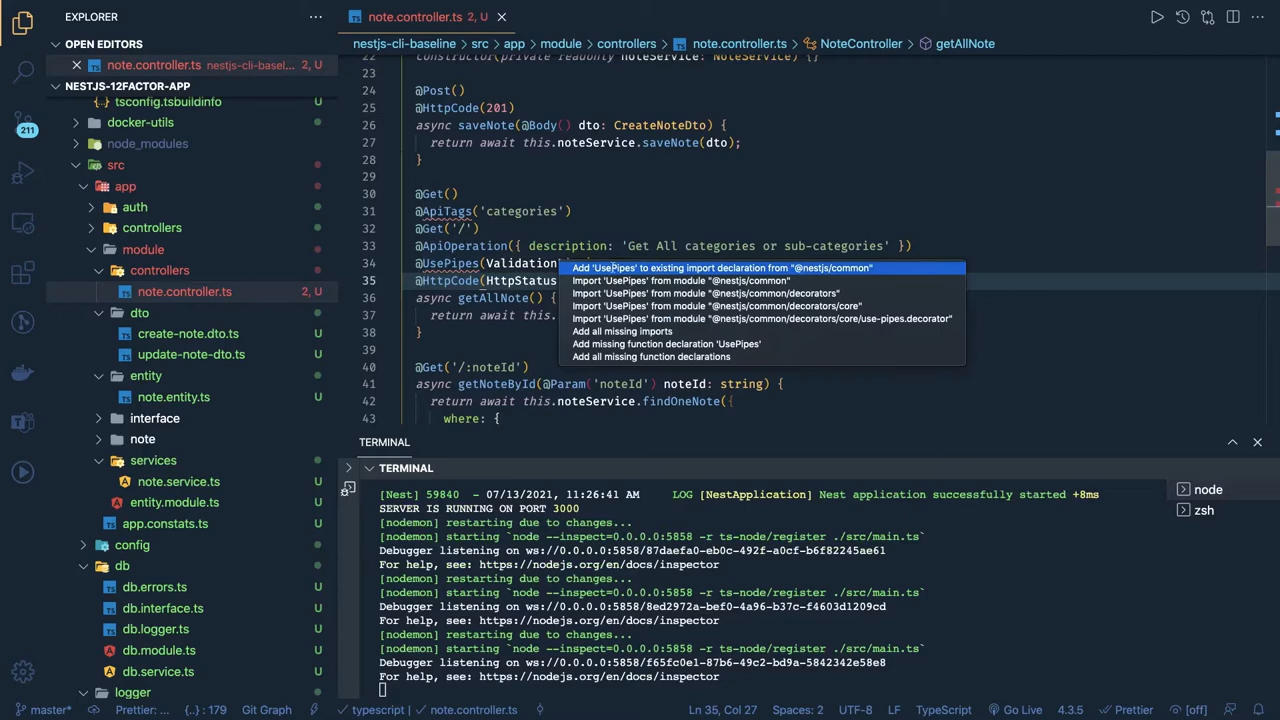 EXPLORER
note.controller.ts 2, U
OPEN EDITORS
note.controller.ts nestjs-cli-basel... 2, U
NESTJS-12FACTOR-APP
tsconfig.tsbuildinfo U
docker-utils
node_modules
src
app
auth
controllers
module
controllers
note.controller.ts 2, U
dto
create-note.dto.ts U
update-note-dto.ts U
entity
note.entity.ts U
interface
note
services
note.service.ts U
entity.module.ts U
app.constats.ts U
config
db
db.errors.ts U
db.interface.ts U
db.logger.ts U
db.module.ts U
db.service.ts U
logger
211
nestjs-cli-baseline > src > app > module > controllers > note.controller.ts > NoteController > getAllNote
22 constructor(private readonly noteService: NoteService) {}
23
24 @Post()
25 @HttpCode(201)
26 async saveNote(@Body() dto: CreateNoteDto) {
27 return await this.noteService.saveNote(dto);
28 }
29
30 @Get()
31 @ApiTags('categories')
32 @Get('/')
33 @ApiOperation({ description: 'Get All categories or sub-categories' })
34 @UsePipes(Validation
35 @HttpCode(HttpStatus
36 async getAllNote() {
37 return await this.
38 }
39
40 @Get('/:noteId')
41 async getNoteById(@Param('noteId') noteId: string) {
42 return await this.noteService.findOneNote({
43 where: {
Add 'UsePipes' to existing import declaration from "@nestjs/common"
Import 'UsePipes' from module "@nestjs/common"
Import 'UsePipes' from module "@nestjs/common/decorators"
Import 'UsePipes' from module "@nestjs/common/decorators/core"
Import 'UsePipes' from module "@nestjs/common/decorators/core/use-pipes.decorator"
Add all missing imports
Add missing function declaration 'UsePipes'
Add all missing function declarations
TERMINAL
TERMINAL
[Nest] 59840 - 07/13/2021, 11:26:41 AM LOG [NestApplication] Nest application successfully started +8ms
SERVER IS RUNNING ON PORT 3000
[nodemon] restarting due to changes...
[nodemon] starting `node --inspect=0.0.0.0:5858 -r ts-node/register ./src/main.ts`
Debugger listening on ws://0.0.0.0:5858/87daefa0-eb0c-492f-a0cf-b6f82245ae61
For help, see: https://nodejs.org/en/docs/inspector
[nodemon] restarting due to changes...
[nodemon] starting `node --inspect=0.0.0.0:5858 -r ts-node/register ./src/main.ts`
Debugger listening on ws://0.0.0.0:5858/8ed2972a-bef0-4a96-b37c-f4603d1209cd
For help, see: https://nodejs.org/en/docs/inspector
[nodemon] restarting due to changes...
[nodemon] starting `node --inspect=0.0.0.0:5858 -r ts-node/register ./src/main.ts`
Debugger listening on ws://0.0.0.0:5858/f65fc0e1-87b6-49c2-bd9a-5842342e58e8
For help, see: https://nodejs.org/en/docs/inspector
node
zsh
master* Prettier: ... {..} : 179 Git Graph typescript | note.controller.ts Ln 35, Col 27 Spaces: 2 UTF-8 LF TypeScript Go Live 4.3.5 Prettier [off]